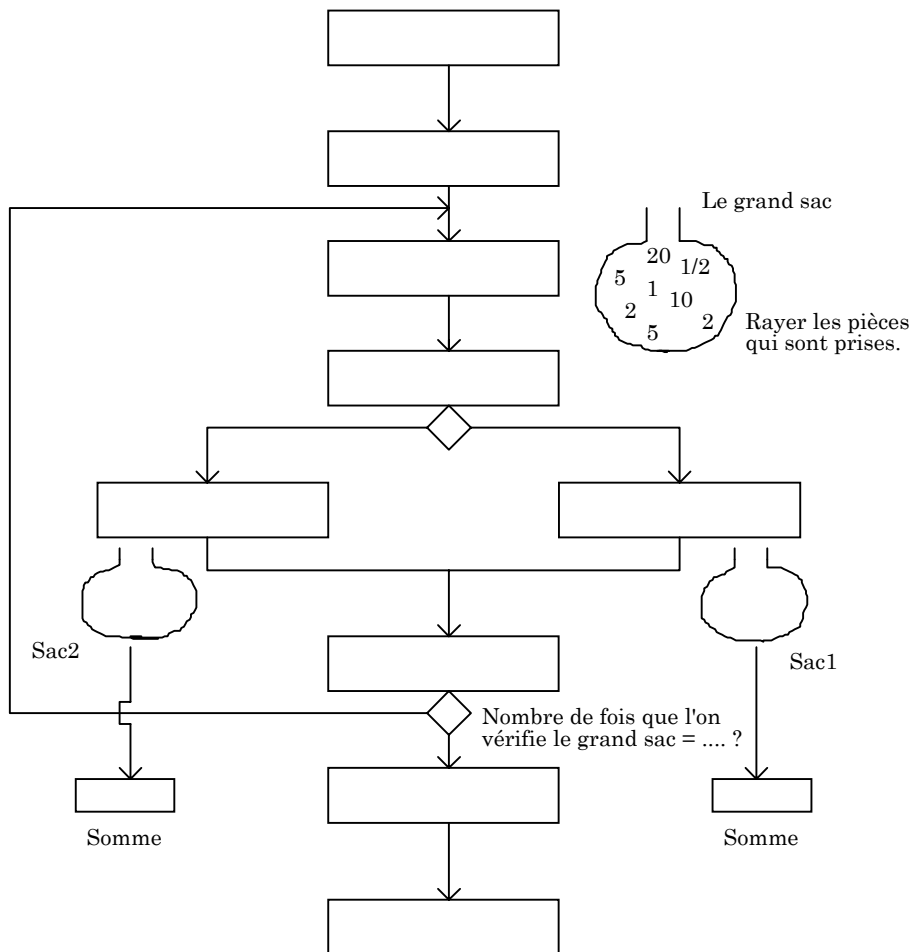 Le grand sac
20
1/2
5
1
10
2
2
5
Rayer les pièces
qui sont prises.
Sac2
Sac1
Nombre de fois que l'on
vérifie le grand sac = .... ?
Somme
Somme